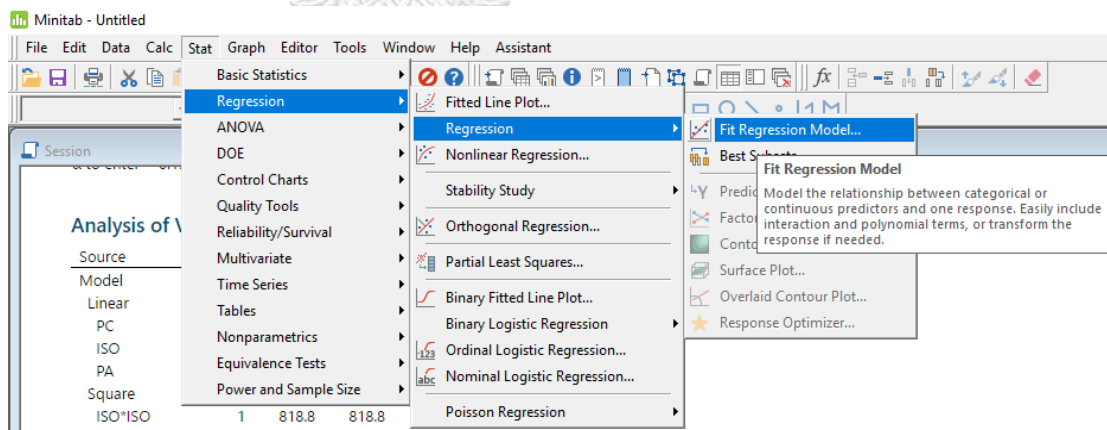 Minitab - Untitled
File Edit Data Calc Stat Graph Editor Tools Window Help Assistant
Basic Statistics
Regression
ANOVA
DOE
Control Charts
Quality Tools
Reliability/Survival
Multivariate
Time Series
Tables
Nonparametrics
Equivalence Tests
Power and Sample Size
Fitted Line Plot...
Regression
Nonlinear Regression...
Stability Study
Orthogonal Regression...
Partial Least Squares...
Binary Fitted Line Plot...
Binary Logistic Regression
123
Ordinal Logistic Regression...
abc
Nominal Logistic Regression...
Poisson Regression
Fit Regression Model...
Best Subsets
Surface Plot...
Overlaid Contour Plot...
Response Optimizer...
Fit Regression Model
Model the relationship between categorical or
continuous predictors and one response. Easily include
interaction and polynomial terms, or transform the
response if needed.
Session
Analysis of V
Source
Model
Linear
PC
ISO
PA
Square
ISO*ISO 1 818.8 818.8